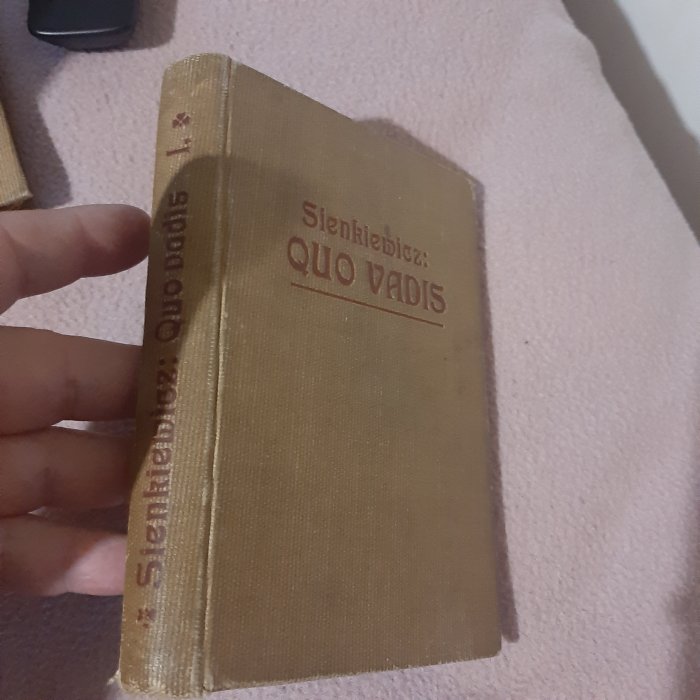 Sienkiewicz:
QUO VADIS
Sienkiewicz: Quo vadis I.